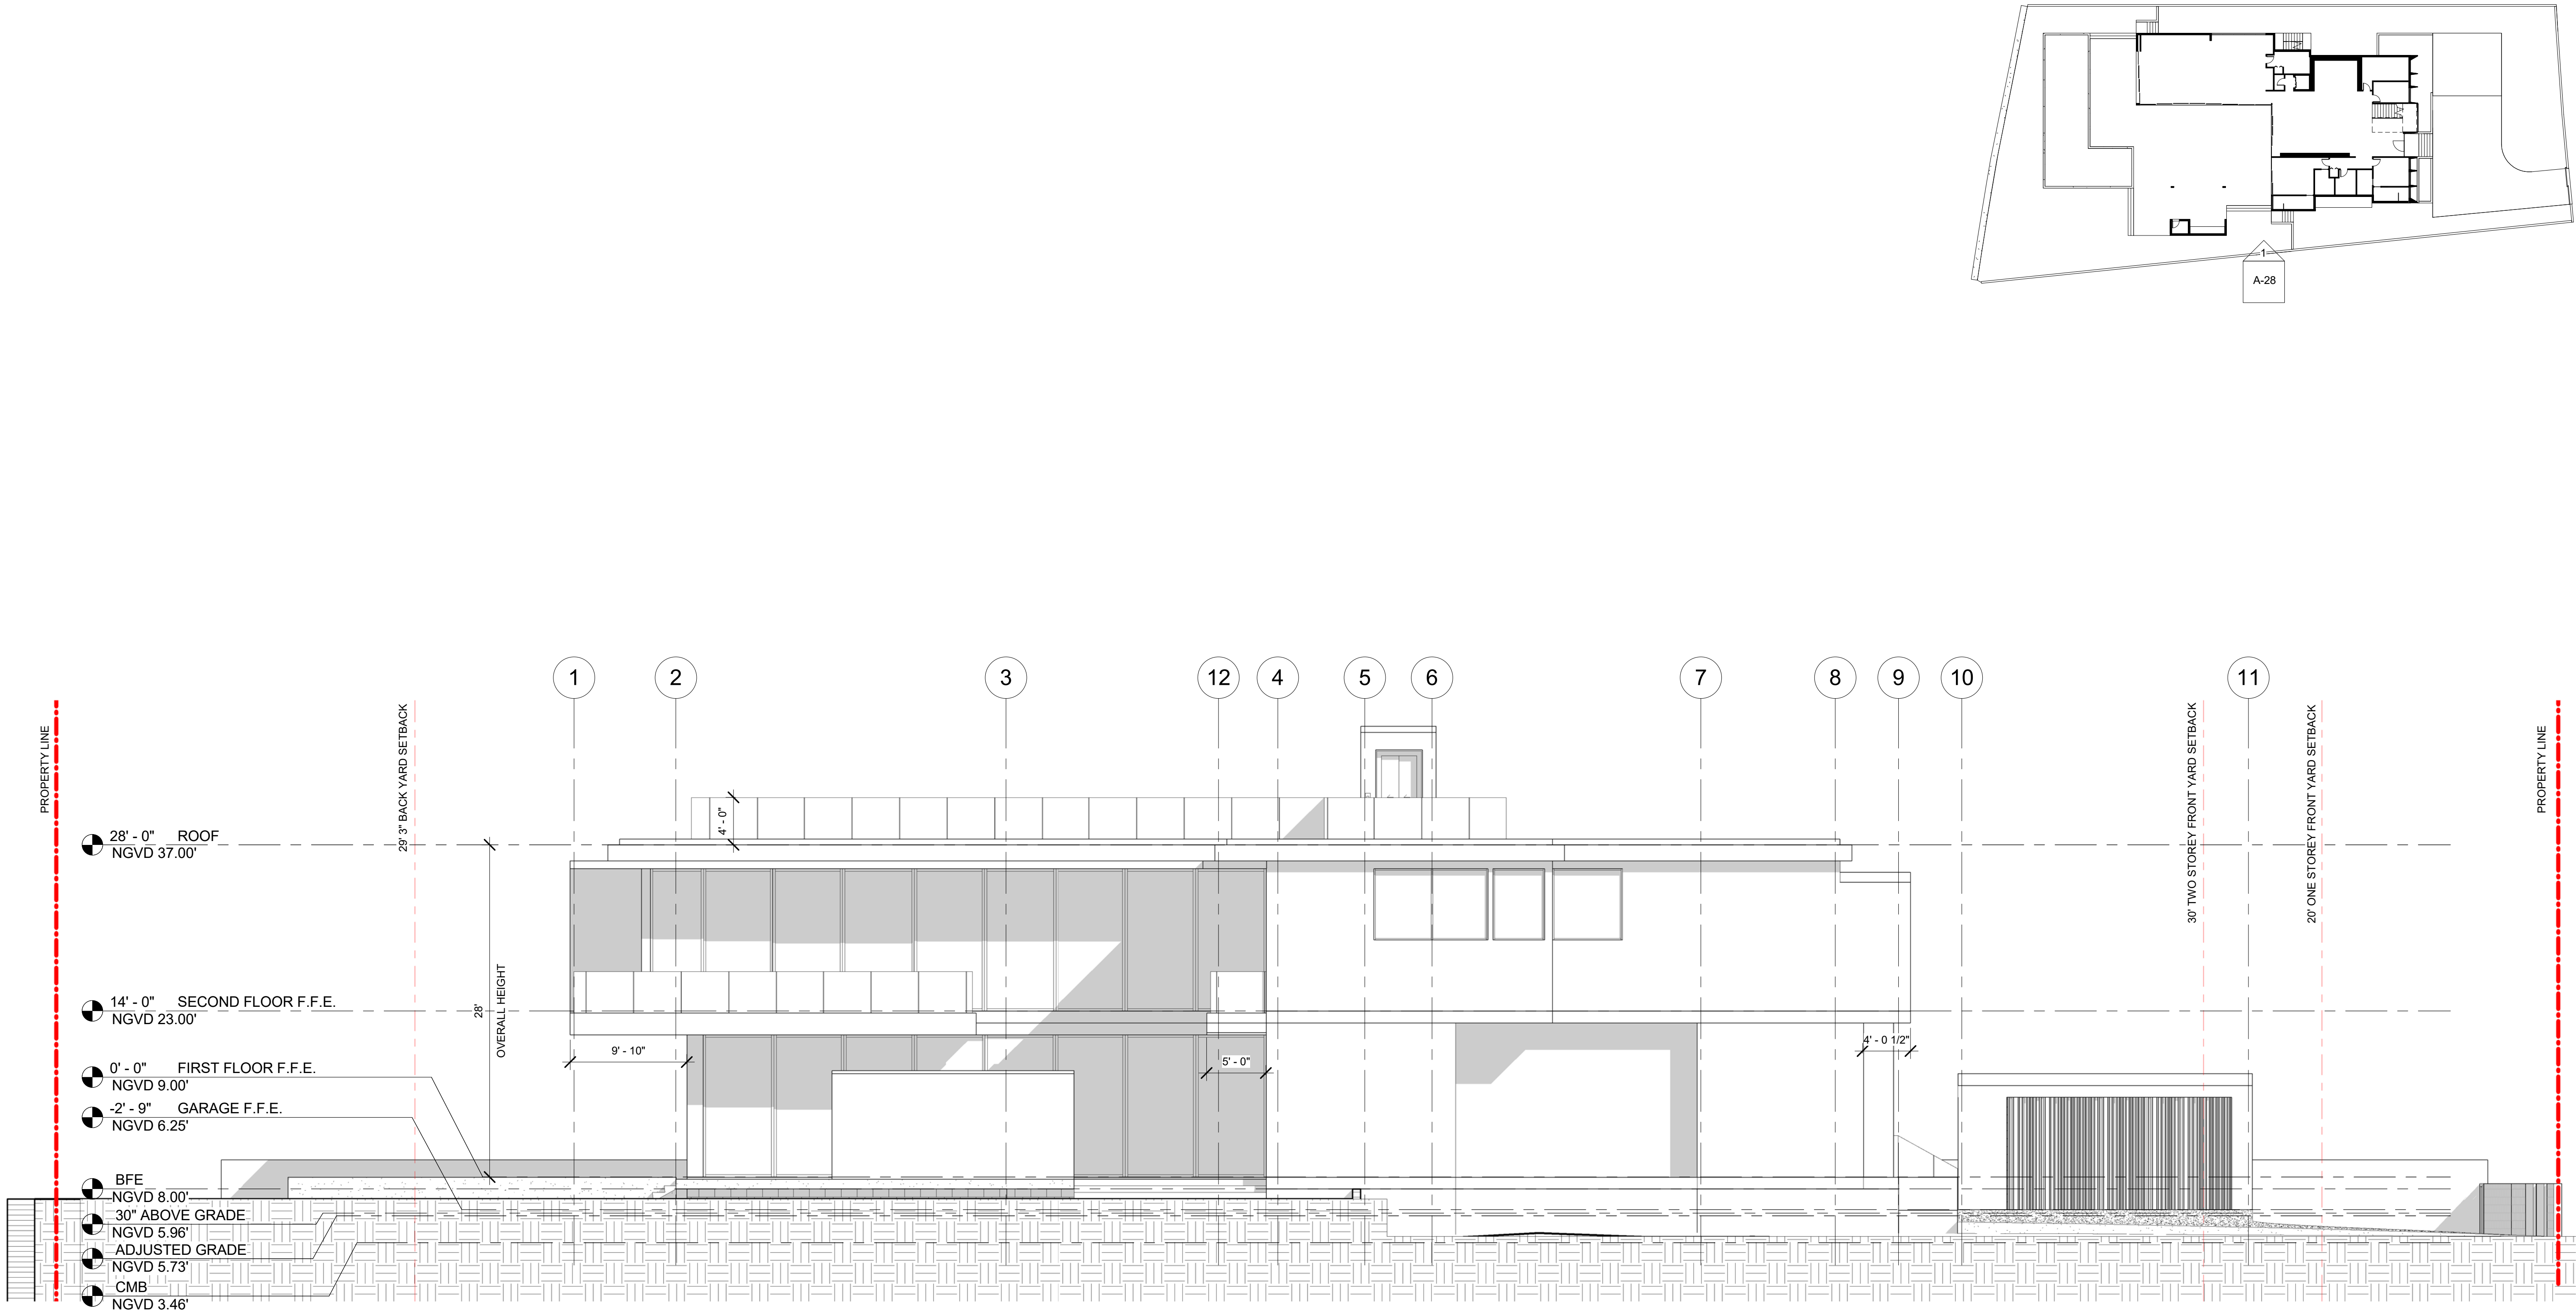 1
A-28
1
2
3
12
4
5
6
7
8
9
10
11
PROPERTY LINE
29' 3" BACK YARD SETBACK
30' TWO STOREY FRONT YARD SETBACK
20' ONE STOREY FRONT YARD SETBACK
PROPERTY LINE
4' - 0"
28' - 0" ROOF
NGVD 37.00'
14' - 0" SECOND FLOOR F.F.E.
NGVD 23.00'
28'
OVERALL HEIGHT
9' - 10"
5' - 0"
4' - 0 1/2"
0' - 0" FIRST FLOOR F.F.E.
NGVD 9.00'
-2' - 9" GARAGE F.F.E.
NGVD 6.25'
BFE
NGVD 8.00'
30" ABOVE GRADE
NGVD 5.96'
ADJUSTED GRADE
NGVD 5.73'
CMB
NGVD 3.46'